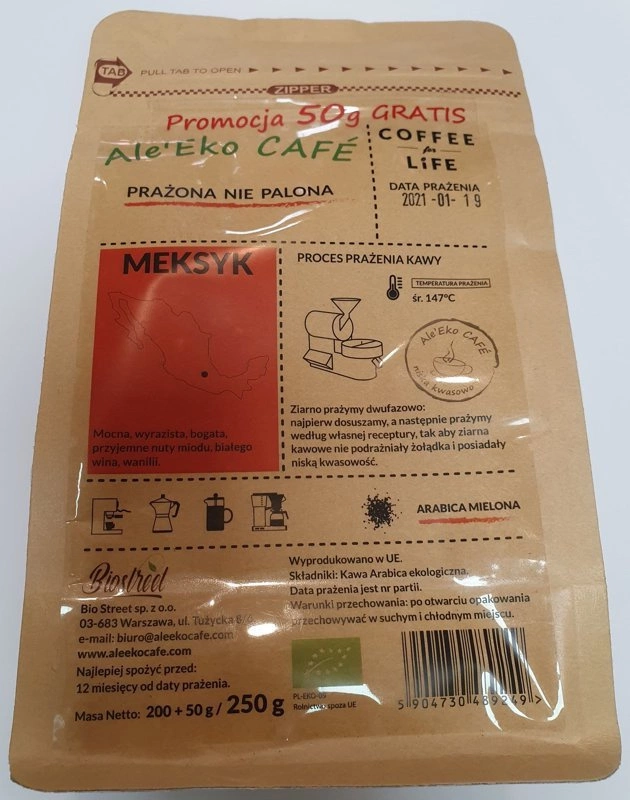 TAB
PULL TAB TO OPEN
ZIPPER
Promocja 50g GRATIS
Ale'Eko CAFÉ
PRAŻONA NIE PALONA
COFFEE
for
LiFE
DATA PRAŻENIA
2021-01-19
MEKSYK
Mocna, wyrazista, bogata,
przyjemne nuty miodu, białego
wina, wanilii.
PROCES PRAŻENIA KAWY
TEMPERATURA PRAŻENIA
śr. 147°C
Ale'Eko CAFÉ
niska kwasowo
Ziarno prażymy dwufazowo:
najpierw dosuszamy, a następnie prażymy
według własnej receptury, tak aby ziarna
kawowe nie podrażniały żołądka i posiadały
niską kwasowość.
ARABICA MIELONA
Biostreet
Bio Street sp. z o.o.
03-683 Warszawa, ul. Tużycka
e-mail: biuro@aleekocafe.com
www.aleekocafe.com
Najlepiej spożyć przed:
12 miesięcy od daty prażenia.
Masa Netto: 200 + 50 g / 250 g
Wyprodukowano w UE.
Składniki: Kawa Arabica ekologiczna.
Data prażenia jest nr partii.
Warunki przechowania: po otwarciu opakowania
przechowywać w suchym i chłodnym miejscu.
PL-EKO-09
Rolnictwo spoza UE
5 904730 489249 >